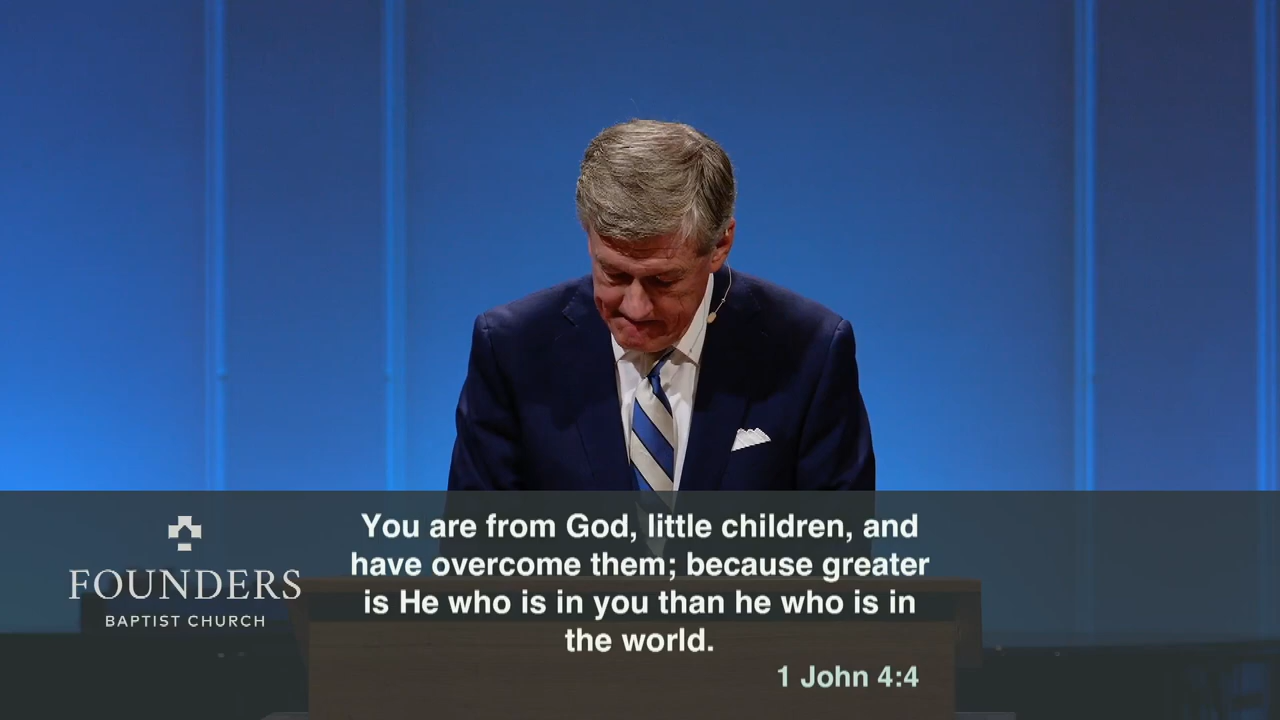 You are from God, little children, and
have overcome them; because greater
is He who is in you than he who is in
the world.
1 John 4:4
FOUNDERS
BAPTIST CHURCH